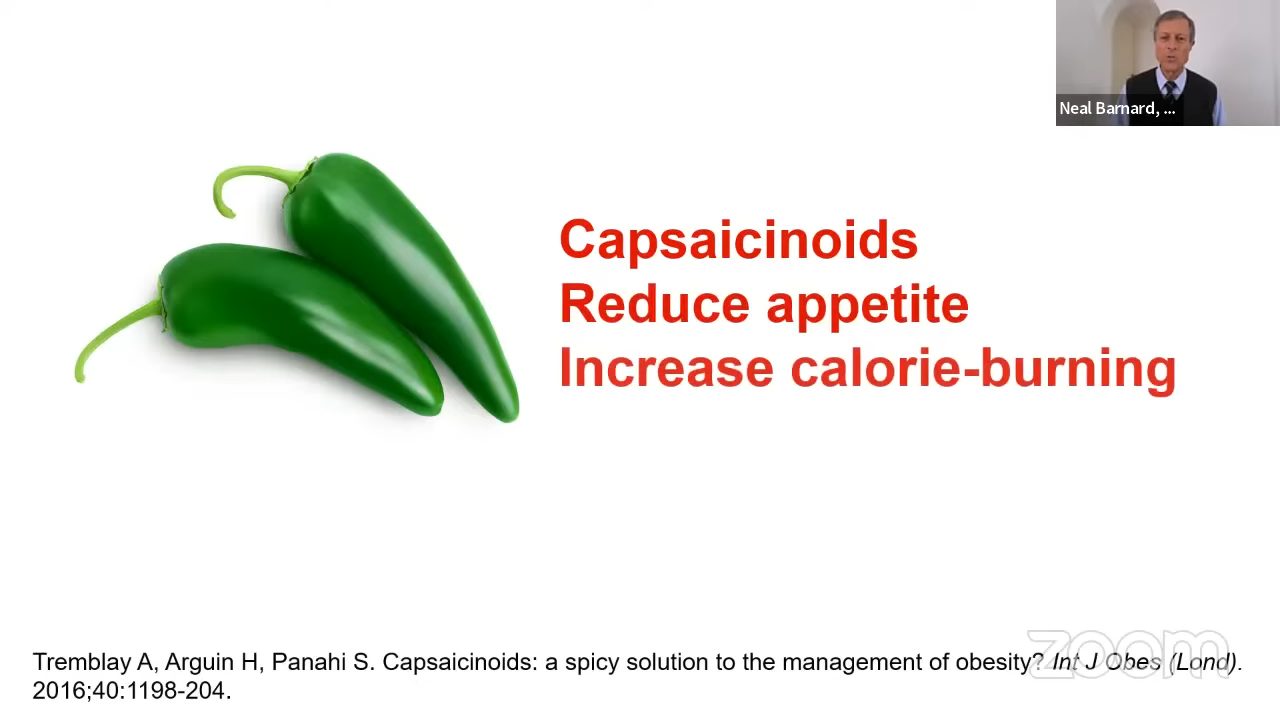 Neal Barnard, ...
Capsaicinoids
Reduce appetite
Increase calorie-burning
Tremblay A, Arguin H, Panahi S. Capsaicinoids: a spicy solution to the management of obesity? Int J Obes (Lond).
2016;40:1198-204.
zoom